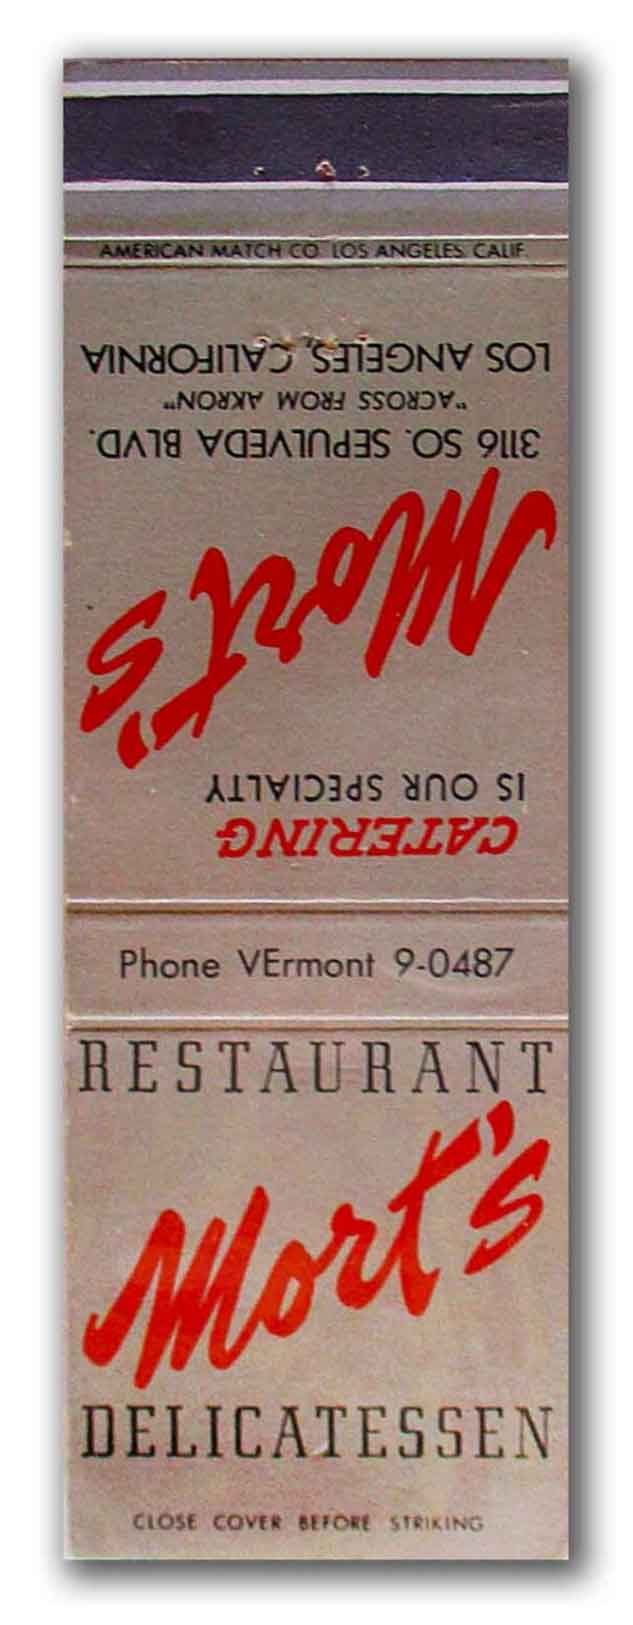 AMERICAN MATCH CO. LOS ANGELES, CALIF.
CATERING
IS OUR SPECIALTY
Mort's
3116 SO. SEPULVEDA BLVD.
"ACROSS FROM AKRON"
LOS ANGELES, CALIFORNIA
Phone VErmont 9-0487
RESTAURANT
Mort's
DELICATESSEN
CLOSE COVER BEFORE STRIKING